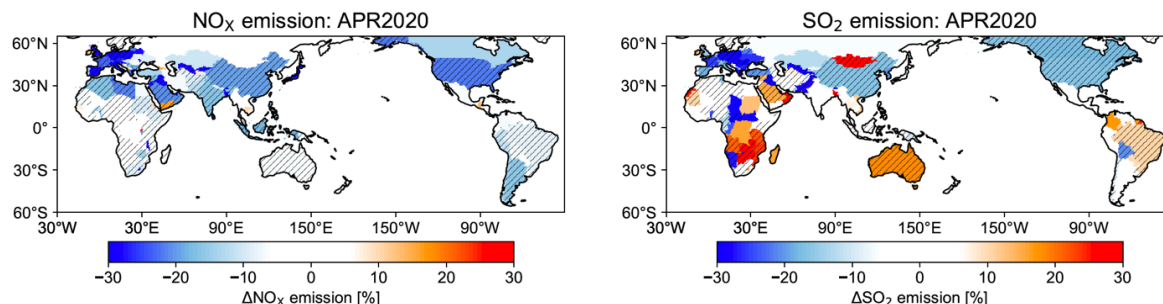 NOX emission: APR2020
60°N
30°N
0°
30°S
60°S
30°W 30°E 90°E 150°E 150°W 90°W
−30 −20 −10 0 10 20 30
ΔNOX emission [%]
SO2 emission: APR2020
60°N
30°N
0°
30°S
60°S
30°W 30°E 90°E 150°E 150°W 90°W
−30 −20 −10 0 10 20 30
ΔSO2 emission [%]